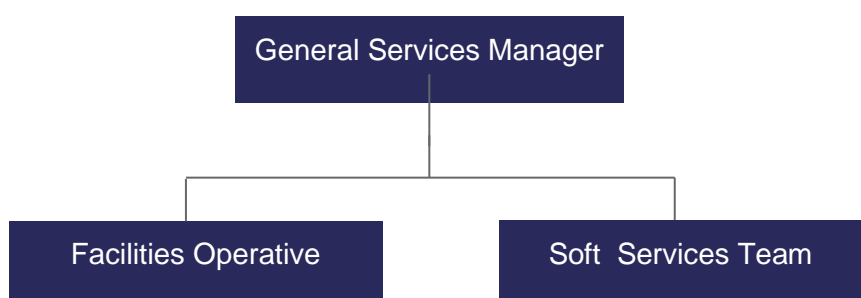 General Services Manager
Facilities Operative
Soft Services Team